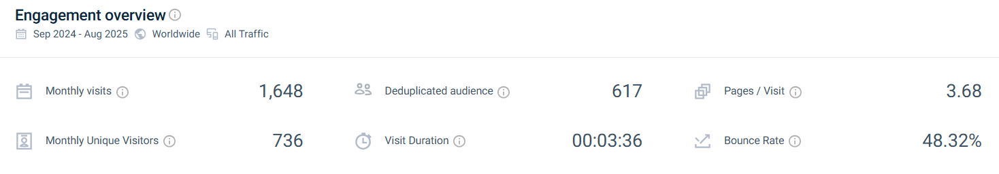 Engagement overview
Sep 2024 - Aug 2025 Worldwide All Traffic
Monthly visits 1,648
Deduplicated audience 617
Pages / Visit 3.68
Monthly Unique Visitors 736
Visit Duration 00:03:36
Bounce Rate 48.32%